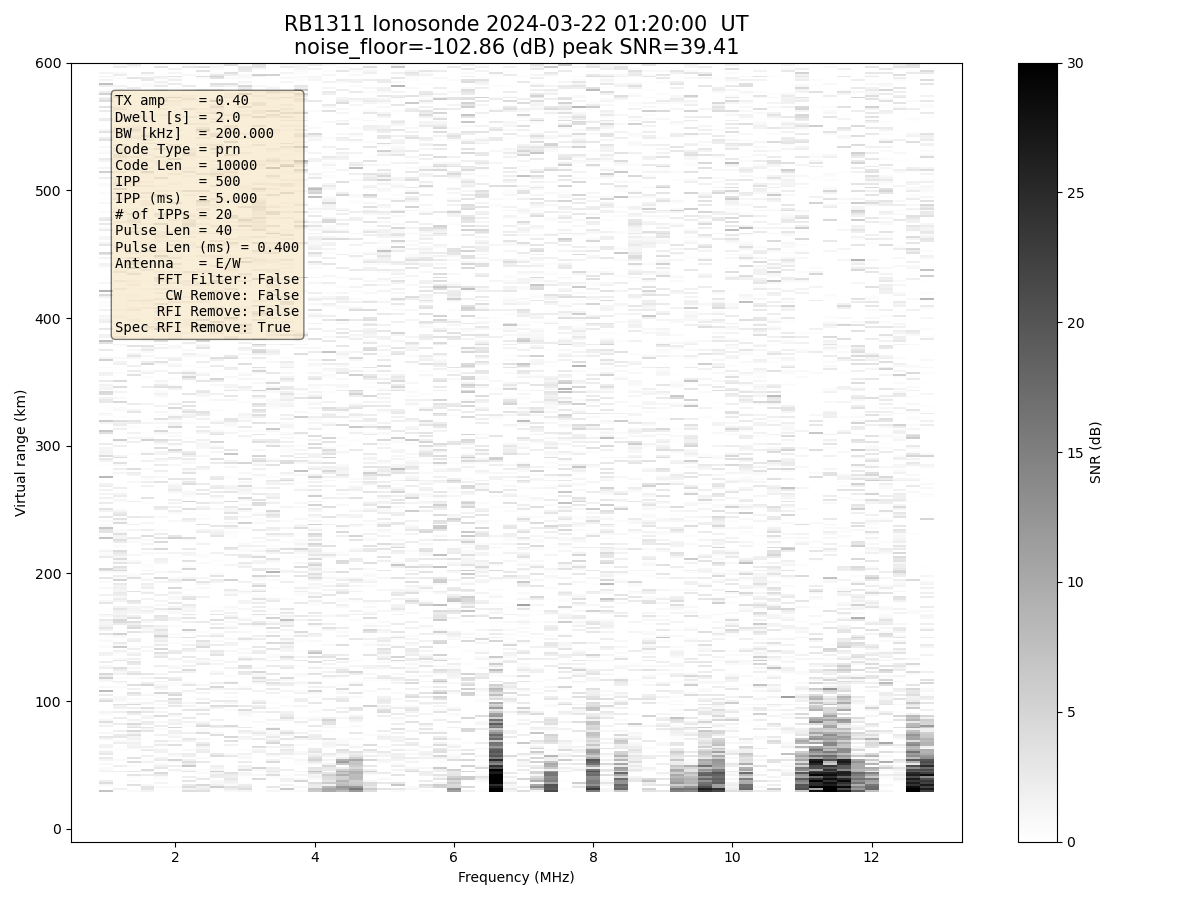 RB1311 Ionosonde 2024-03-22 01:20:00  UT
noise_floor=-102.86 (dB) peak SNR=39.41
600
500
400
300
200
100
0
Virtual range (km)
TX amp    = 0.40
Dwell [s] = 2.0
BW [kHz]  = 200.000
Code Type = prn
Code Len  = 10000
IPP       = 500
IPP (ms)  = 5.000
# of IPPs = 20
Pulse Len = 40
Pulse Len (ms) = 0.400
Antenna   = E/W
FFT Filter: False
CW Remove: False
RFI Remove: False
Spec RFI Remove: True
2 4 6 8 10 12
Frequency (MHz)
30
25
20
15
10
5
0
SNR (dB)